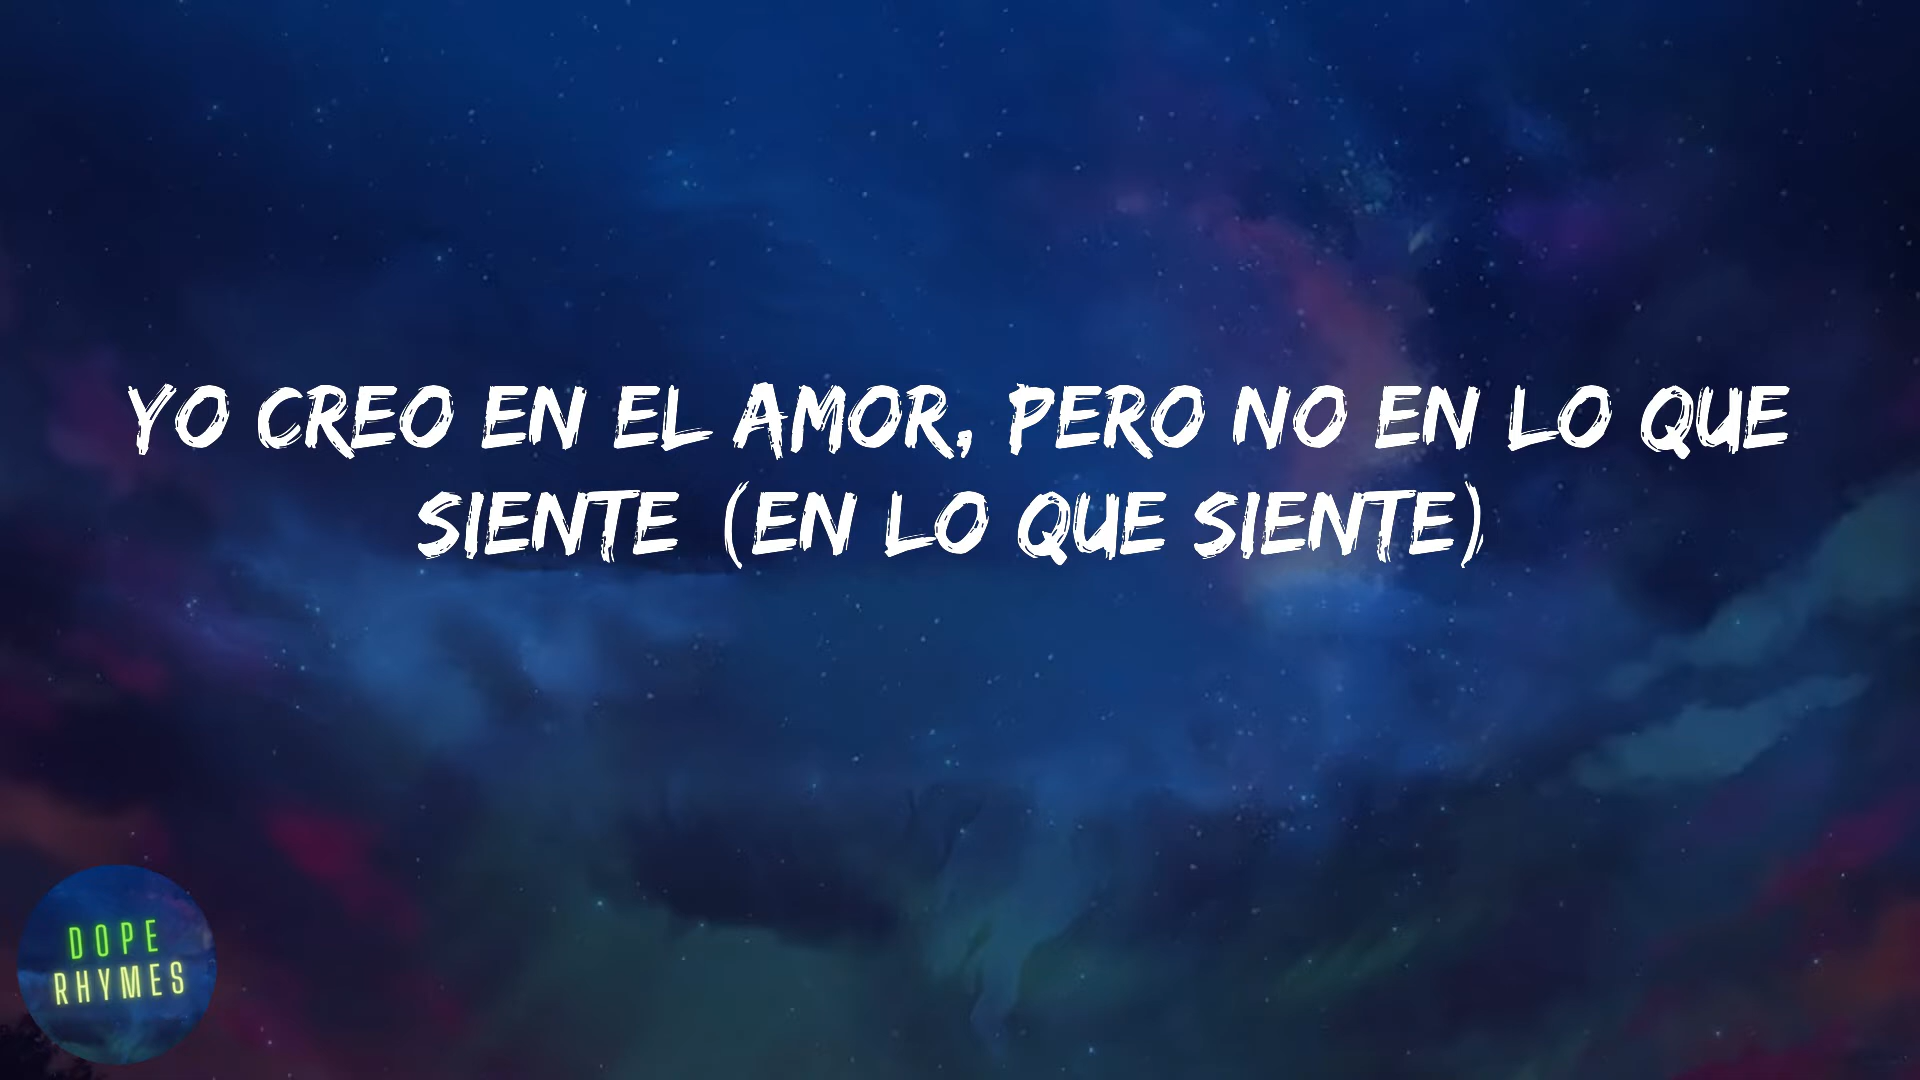 YO CREO EN EL AMOR, PERO NO EN LO QUE
SIENTE (EN LO QUE SIENTE)
DOPE
RHYMES